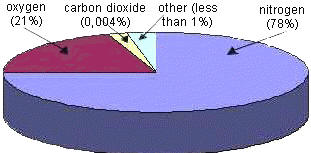 oxygen
(21%)
carbon dioxide
(0,004%)
other (less
than 1%)
nitrogen
(78%)